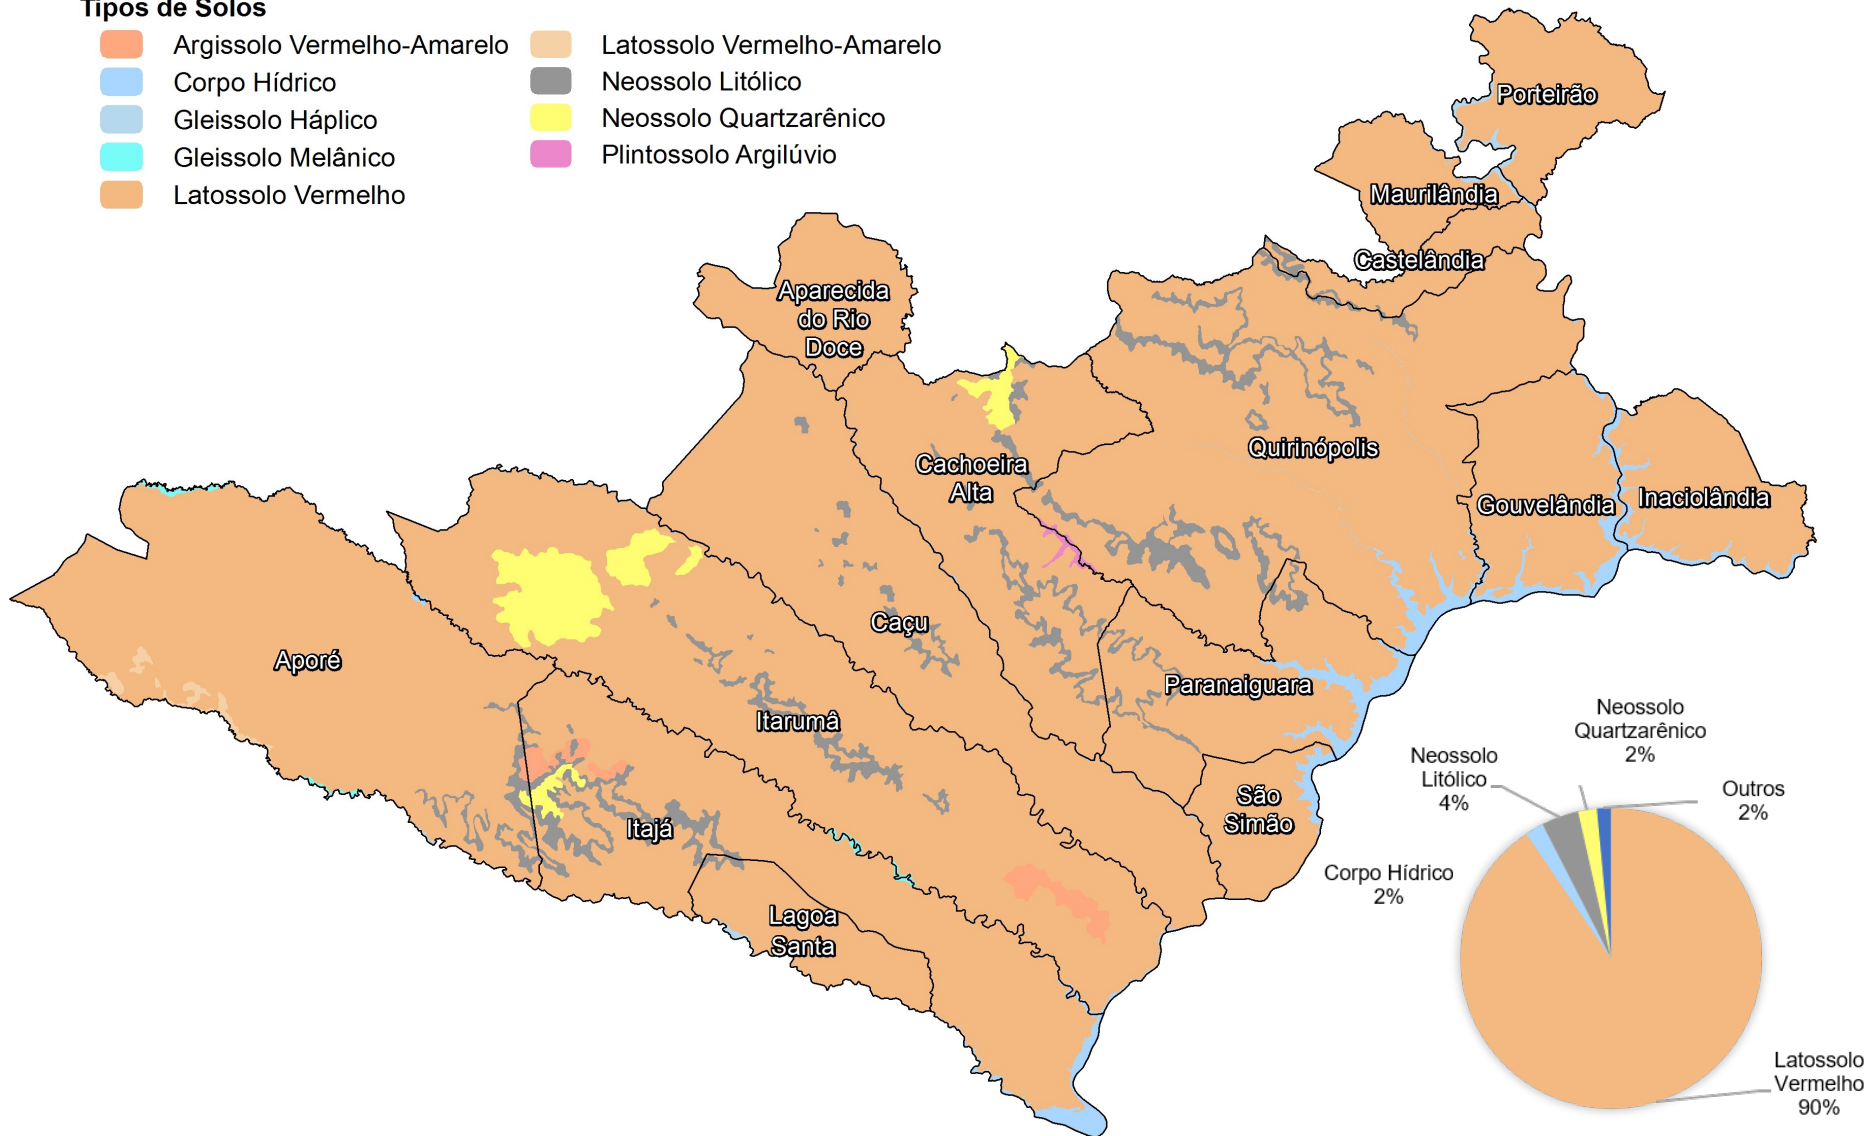 Tipos de Solos
Argissolo Vermelho-Amarelo
Corpo Hídrico
Gleissolo Háplico
Gleissolo Melânico
Latossolo Vermelho
Latossolo Vermelho-Amarelo
Neossolo Litólico
Neossolo Quartzarênico
Plintossolo Argilúvio
Porteirão
Maurilândia
Castelândia
Aparecida
do Rio
Doce
Quirinópolis
Cachoeira
Alta
Gouvelândia
Inaciolândia
Caçu
Aporé
Paranaiguara
Itarumã
São
Simão
Itajá
Lagoa
Santa
Neossolo
Quartzarênico
2%
Neossolo
Litólico
4%
Outros
2%
Corpo Hídrico
2%
Latossolo
Vermelho
90%